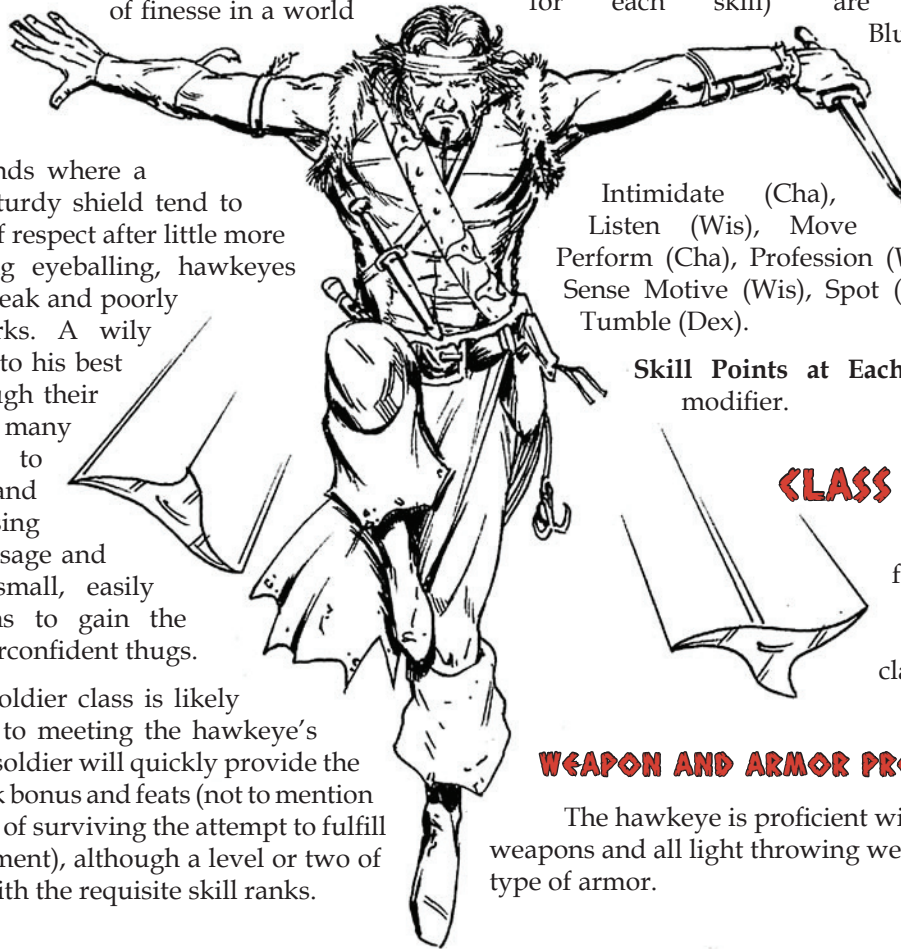 of finesse in a world
nds where a
turdy shield tend to
f respect after little more
g eyeballing, hawkeyes
eak and poorly
rks. A wily
to his best
ugh their
many
to
and
sing
sage and
small, easily
ns to gain the
rconfident thugs.
oldier class is likely
to meeting the hawkeye's
soldier will quickly provide the
k bonus and feats (not to mention
of surviving the attempt to fulfill
ment), although a level or two of
ith the requisite skill ranks.
for each skill) are
Blu
Intimidate (Cha),
Listen (Wis), Move
Perform (Cha), Profession (W
Sense Motive (Wis), Spot (
Tumble (Dex).
Skill Points at Each
modifier.
CLASS
f
cla
WEAPON AND ARMOR PRO
The hawkeye is proficient wi
weapons and all light throwing we
type of armor.